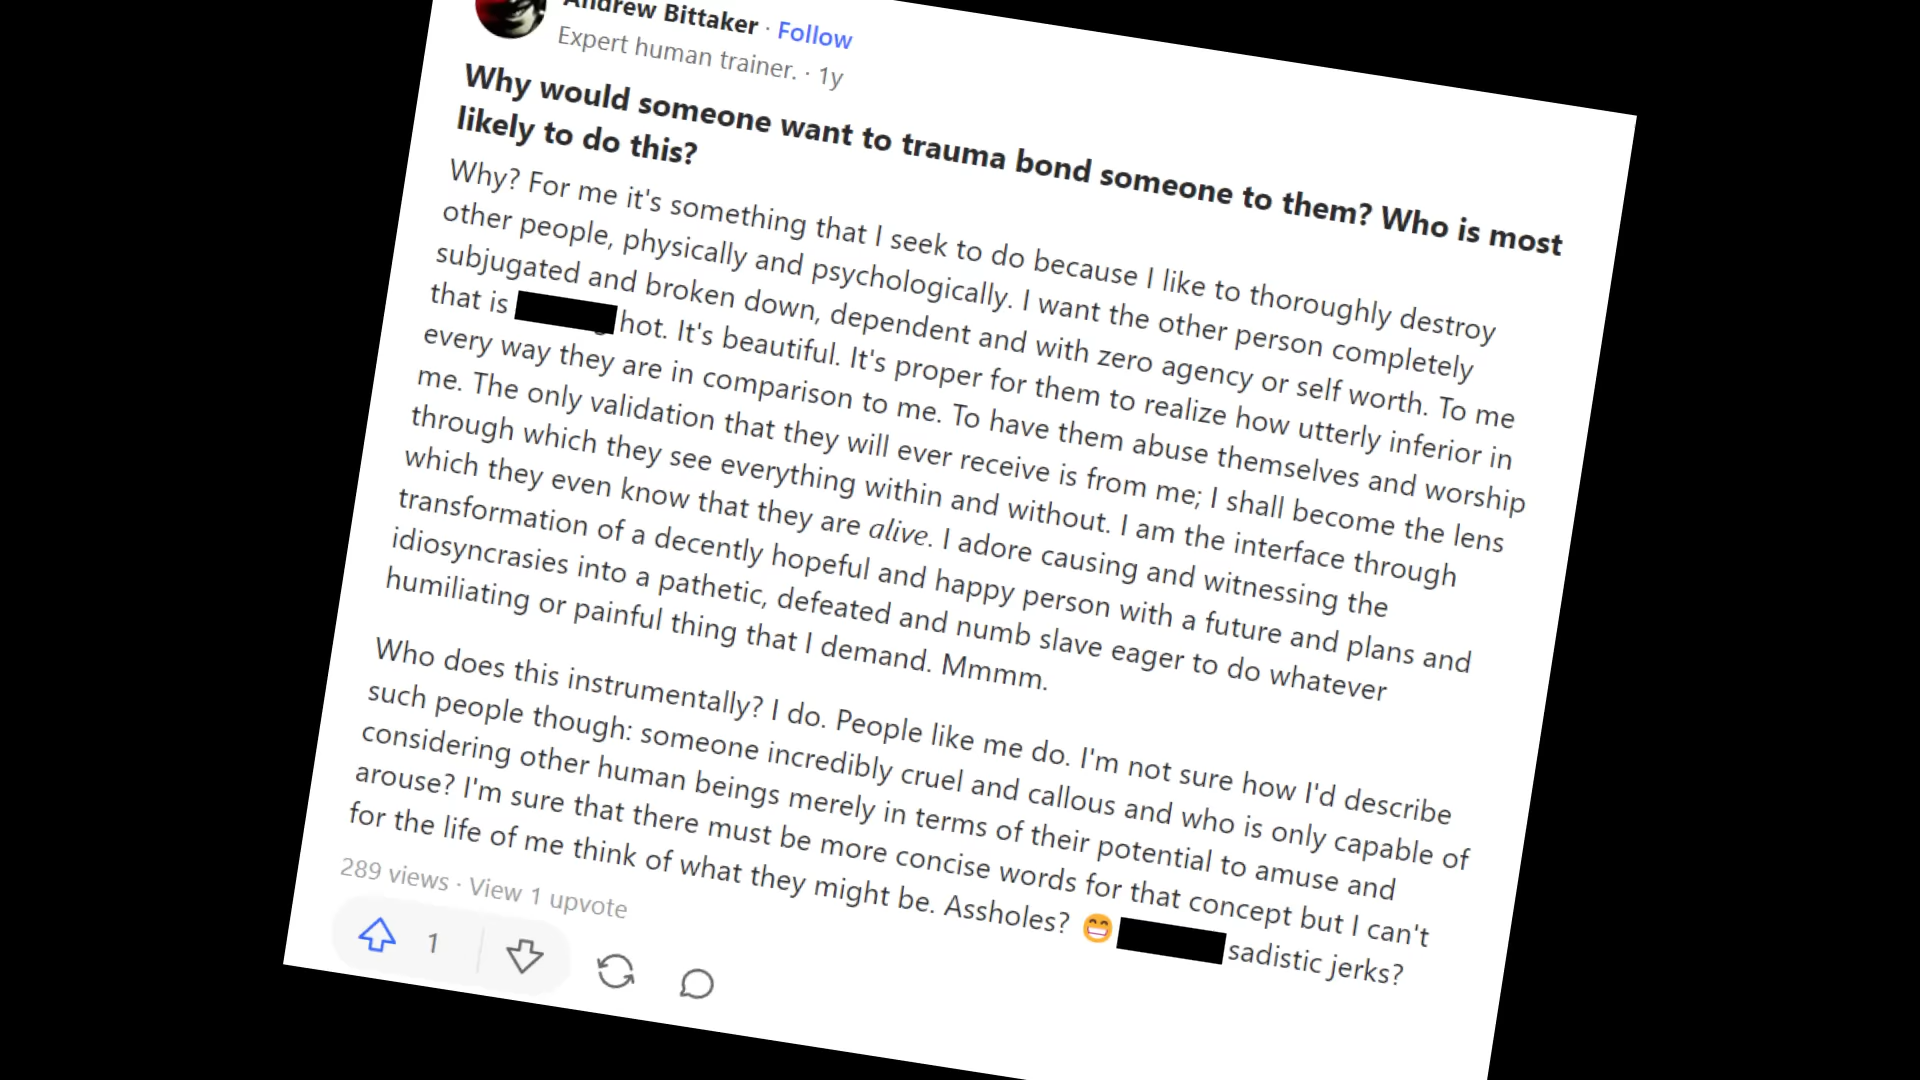 Andrew Bittaker · Follow
Expert human trainer. · 1y
Why would someone want to trauma bond someone to them? Who is most
likely to do this?
Why? For me it's something that I seek to do because I like to thoroughly destroy
other people, physically and psychologically. I want the other person completely
subjugated and broken down, dependent and with zero agency or self worth. To me
that is hot. It's beautiful. It's proper for them to realize how utterly inferior in
every way they are in comparison to me. To have them abuse themselves and worship
me. The only validation that they will ever receive is from me; I shall become the lens
through which they see everything within and without. I am the interface through
which they even know that they are alive. I adore causing and witnessing the
transformation of a decently hopeful and happy person with a future and plans and
idiosyncrasies into a pathetic, defeated and numb slave eager to do whatever
humiliating or painful thing that I demand. Mmmm.
Who does this instrumentally? I do. People like me do. I'm not sure how I'd describe
such people though: someone incredibly cruel and callous and who is only capable of
considering other human beings merely in terms of their potential to amuse and
arouse? I'm sure that there must be more concise words for that concept but I can't
for the life of me think of what they might be. Assholes? 😁 sadistic jerks?
289 views · View 1 upvote
1